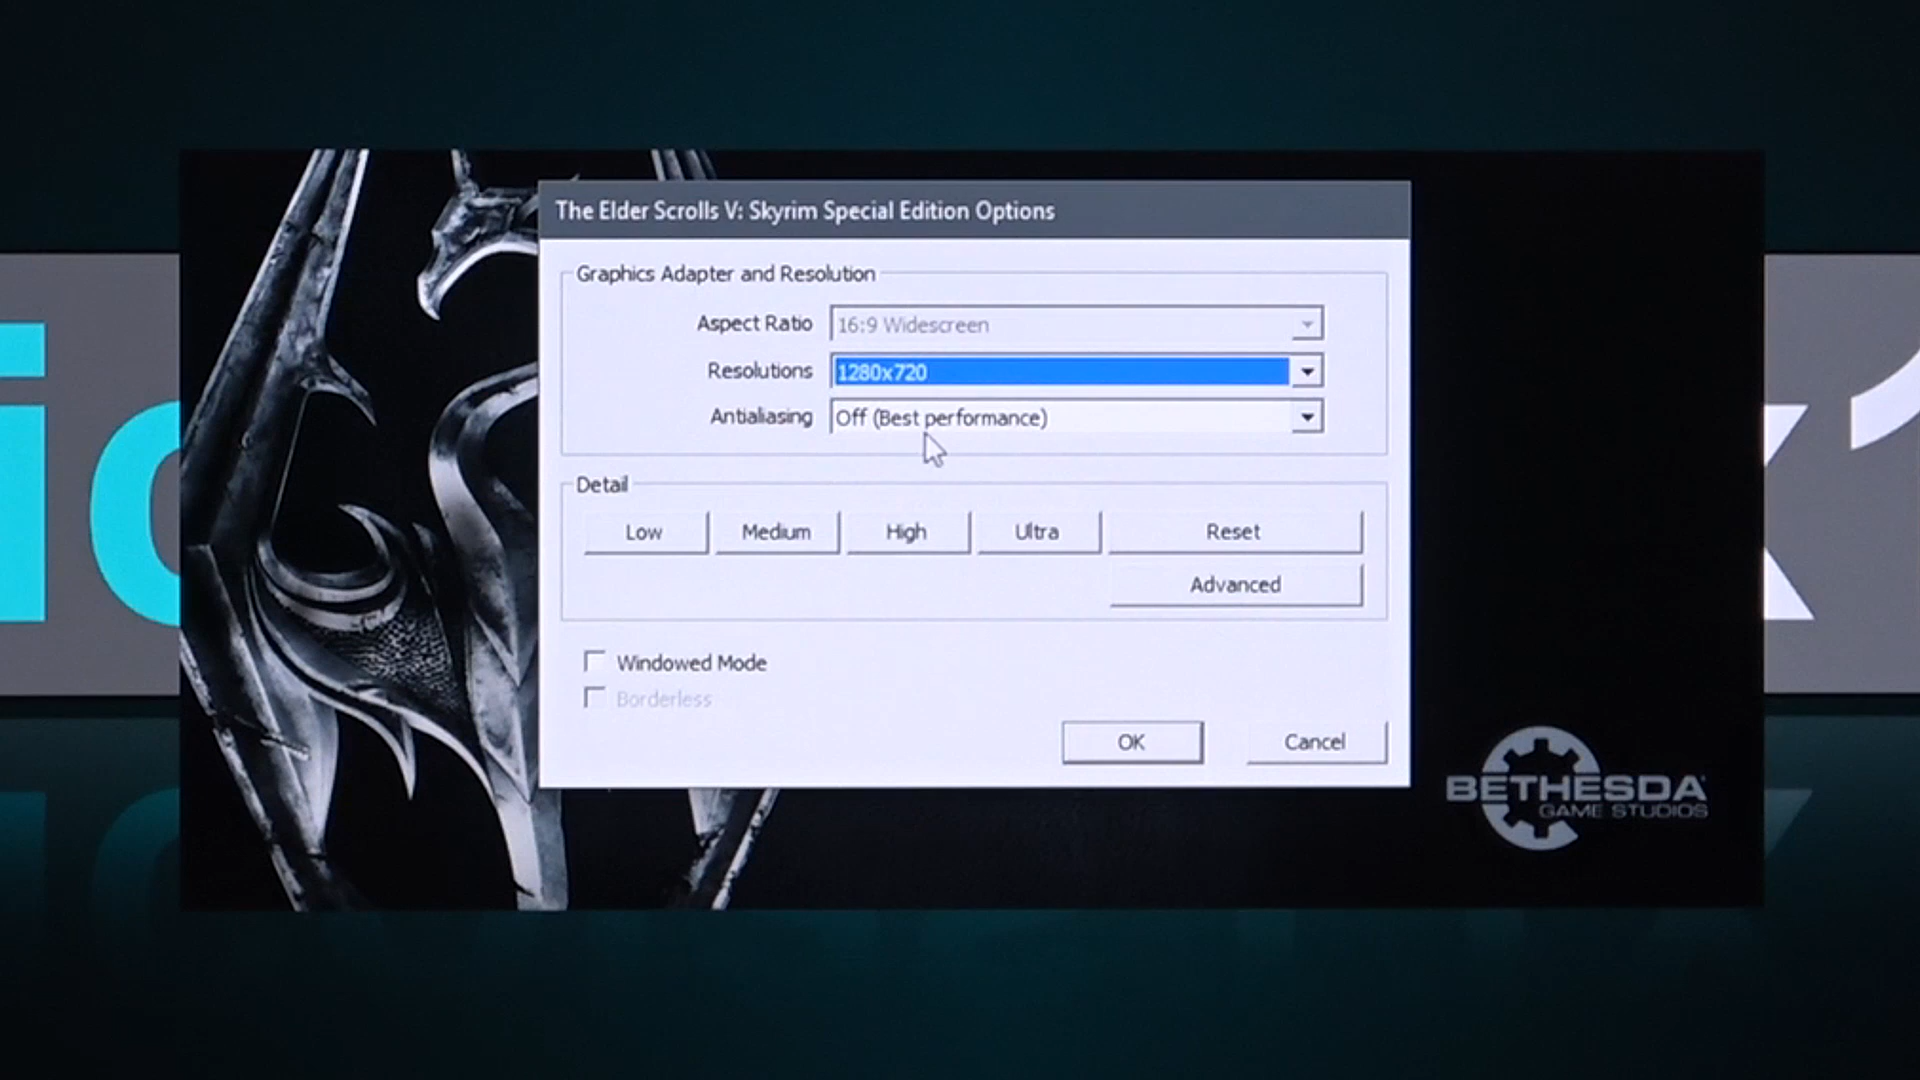 The Elder Scrolls V: Skyrim Special Edition Options
Graphics Adapter and Resolution
Aspect Ratio 16:9 Widescreen
Resolutions 1280x720
Antialiasing Off (Best performance)
Detail
Low Medium High Ultra Reset
Advanced
Windowed Mode
Borderless
OK Cancel
BETHESDA
GAME STUDIOS